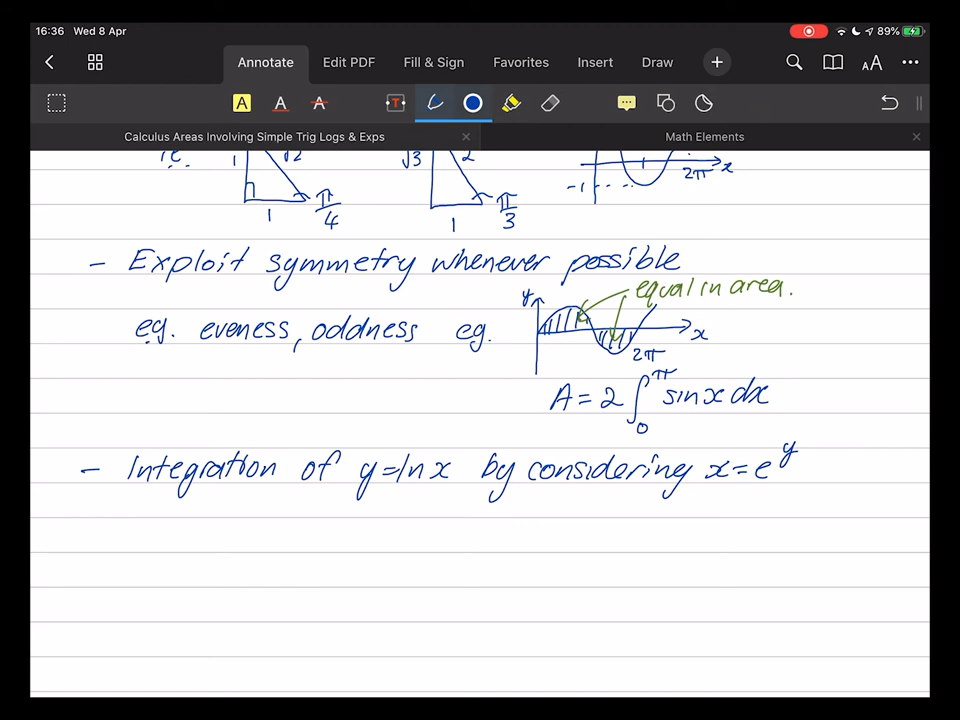 16:36 Wed 8 Apr 89%
Annotate Edit PDF Fill & Sign Favorites Insert Draw
Calculus Areas Involving Simple Trig Logs & Exps
Math Elements
1 √2 √3 2
1 π/4 1 π/3 -1 2π x
- Exploit symmetry whenever possible
equal in area.
eg. eveness, oddness eg. y x 2π
A = 2 ∫₀^π sin x dx
- Integration of y = ln x by considering x = e^y